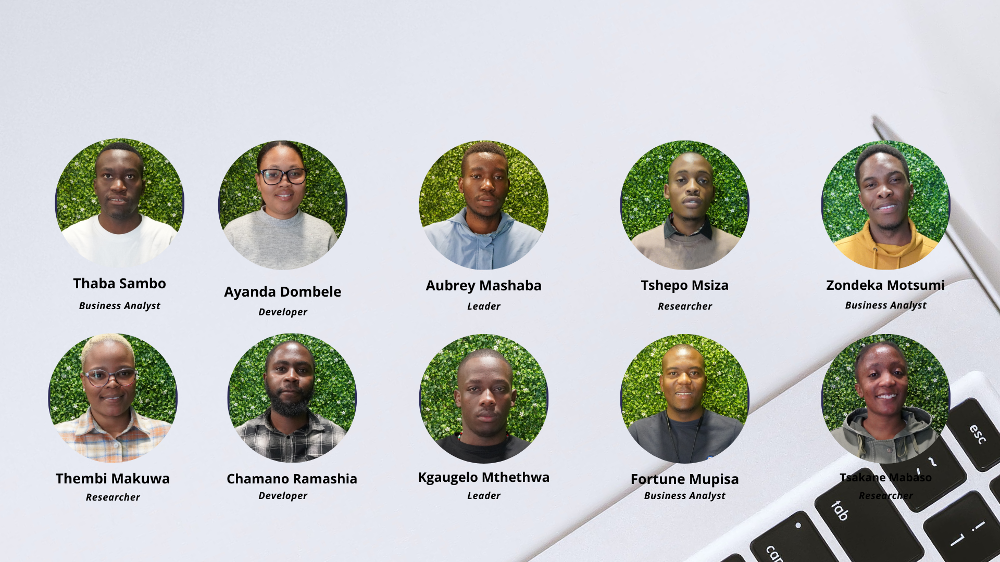 Thaba Sambo
Business Analyst
Ayanda Dombele
Developer
Aubrey Mashaba
Leader
Tshepo Msiza
Researcher
Zondeka Motsumi
Business Analyst
Thembi Makuwa
Researcher
Chamano Ramashia
Developer
Kgaugelo Mthethwa
Leader
Fortune Mupisa
Business Analyst
Tsakane Mabaso
Researcher
esc
~
tab
!
1